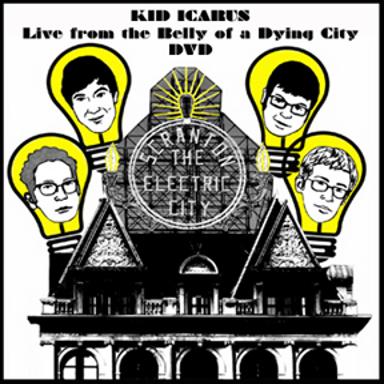 KID ICARUS
Live from the Belly of a Dying City
DVD
SCRANTON
THE
ELECTRIC
CITY